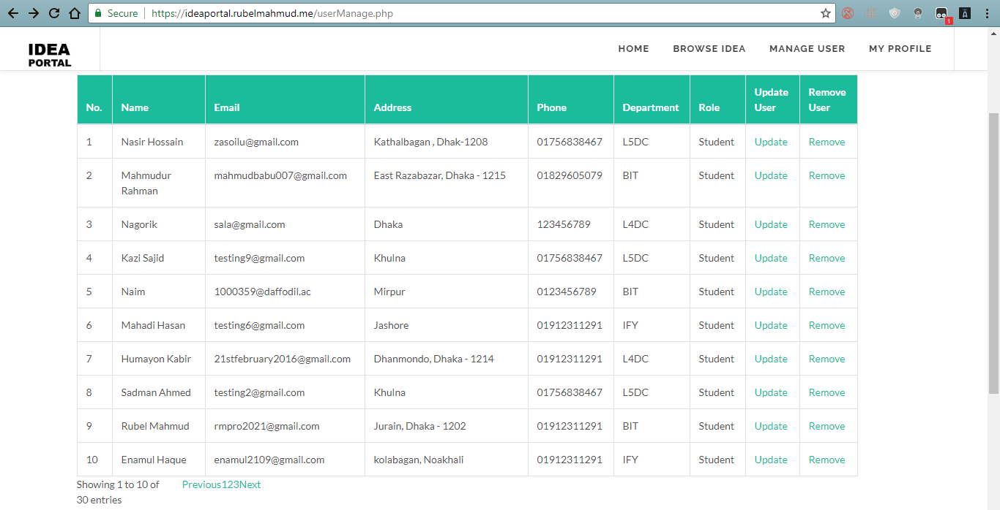 Secure https://ideaportal.rubelmahmud.me/userManage.php
1
IDEA
PORTAL
HOME BROWSE IDEA MANAGE USER MY PROFILE
No. Name Email Address Phone Department Role Update User Remove User
1 Nasir Hossain zasoilu@gmail.com Kathalbagan , Dhak-1208 01756838467 L5DC Student Update Remove
2 Mahmudur Rahman mahmudbabu007@gmail.com East Razabazar, Dhaka - 1215 01829605079 BIT Student Update Remove
3 Nagorik sala@gmail.com Dhaka 123456789 L4DC Student Update Remove
4 Kazi Sajid testing9@gmail.com Khulna 01756838467 L5DC Student Update Remove
5 Naim 1000359@daffodil.ac Mirpur 0123456789 BIT Student Update Remove
6 Mahadi Hasan testing6@gmail.com Jashore 01912311291 IFY Student Update Remove
7 Humayon Kabir 21stfebruary2016@gmail.com Dhanmondo, Dhaka - 1214 01912311291 L4DC Student Update Remove
8 Sadman Ahmed testing2@gmail.com Khulna 01756838467 L5DC Student Update Remove
9 Rubel Mahmud rmpro2021@gmail.com Jurain, Dhaka - 1202 01912311291 BIT Student Update Remove
10 Enamul Haque enamul2109@gmail.com kolabagan, Noakhali 01912311291 IFY Student Update Remove
Showing 1 to 10 of Previous123Next
30 entries